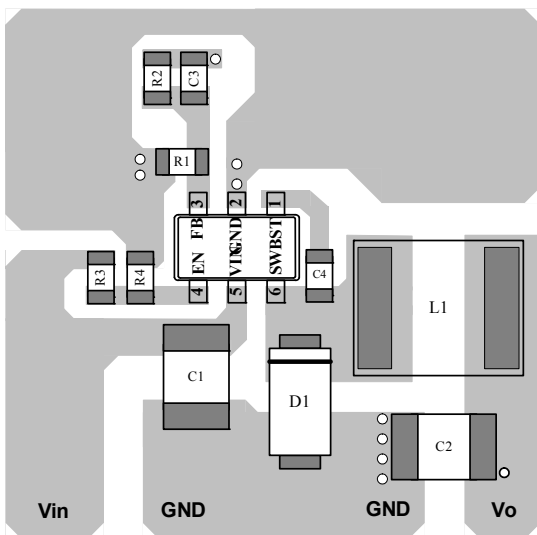 R2
C3
R1
3
2
1
FB
GND
BST
EN
VIN
SW
4
5
6
R3
R4
C4
L1
C1
D1
C2
Vin
GND
GND
Vo